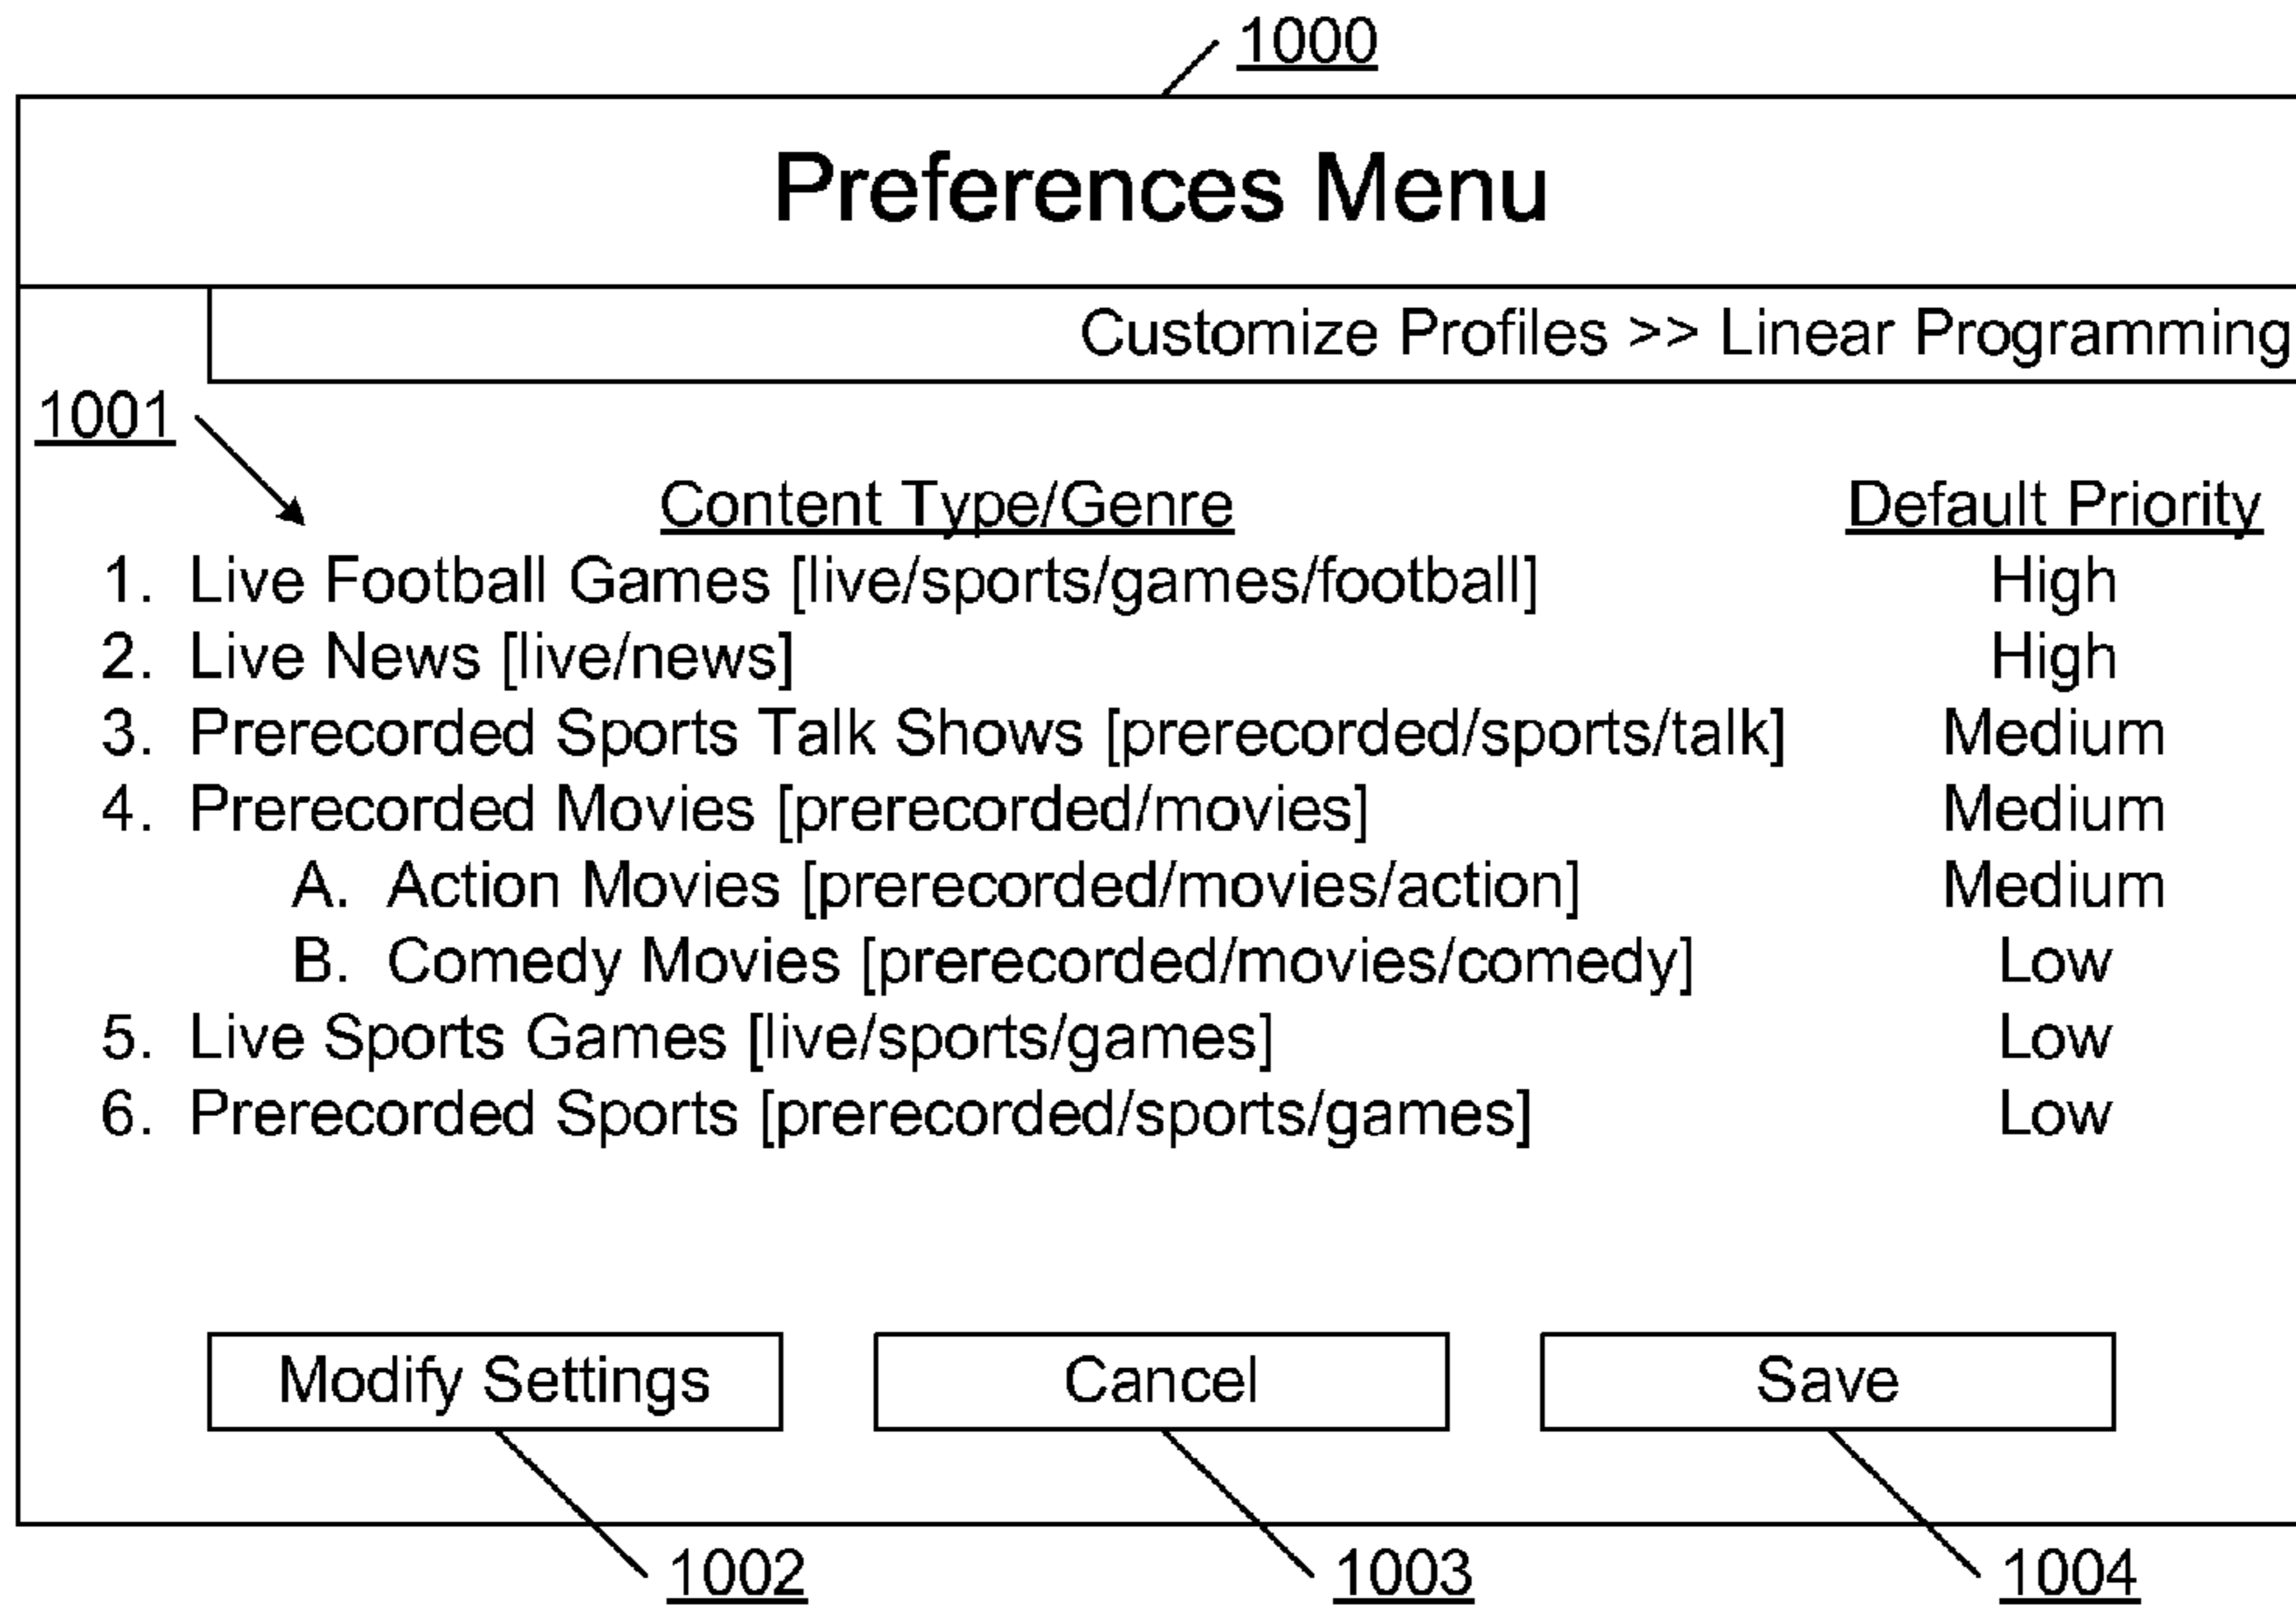 1000
Preferences Menu
Customize Profiles >> Linear Programming
1001
Content Type/Genre Default Priority
1. Live Football Games [live/sports/games/football] High
2. Live News [live/news] High
3. Prerecorded Sports Talk Shows [prerecorded/sports/talk] Medium
4. Prerecorded Movies [prerecorded/movies] Medium
A. Action Movies [prerecorded/movies/action] Medium
B. Comedy Movies [prerecorded/movies/comedy] Low
5. Live Sports Games [live/sports/games] Low
6. Prerecorded Sports [prerecorded/sports/games] Low
Modify Settings Cancel Save
1002 1003 1004